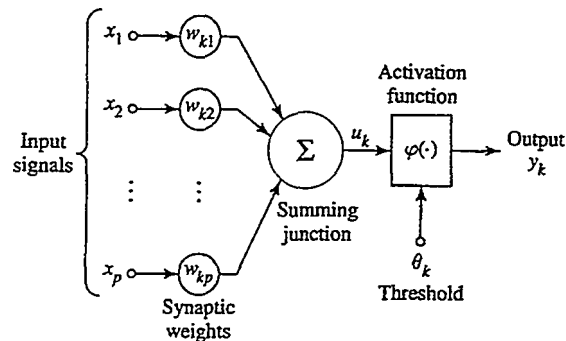 x1
wk1
x2
wk2
Input
signals
⋮
⋮
xp
wkp
Synaptic
weights
Σ
Summing
junction
uk
Activation
function
φ(·)
Output
yk
θk
Threshold